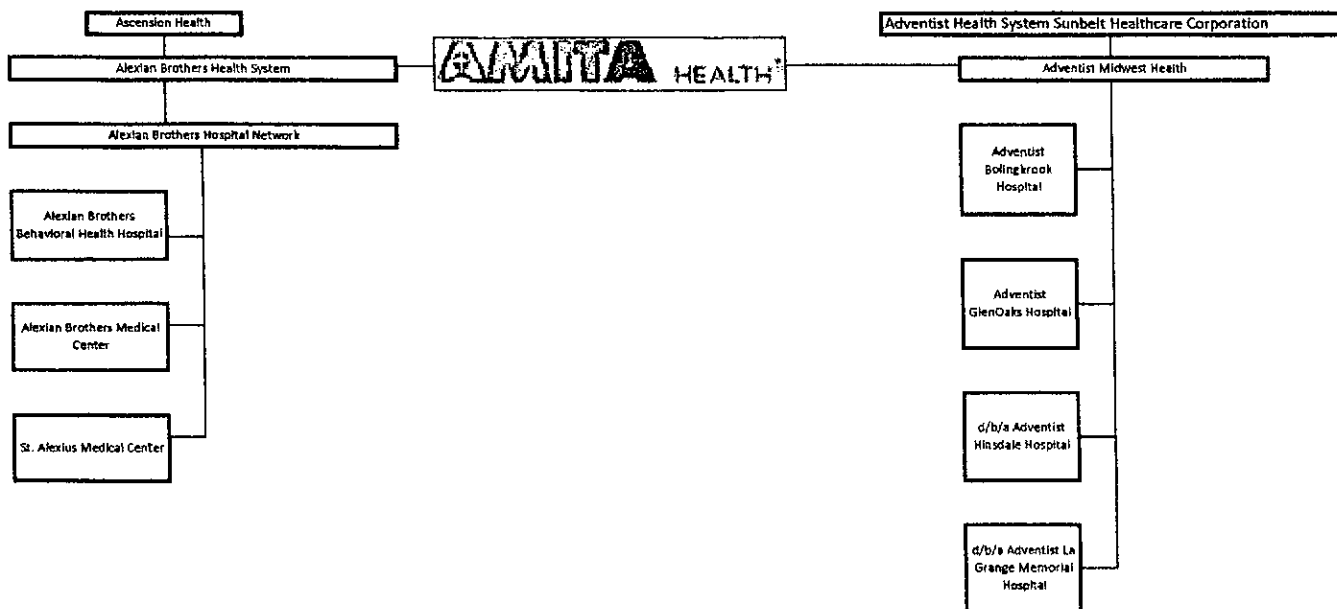 Ascension Health
Alexian Brothers Health System
Alexian Brothers Hospital Network
Alexian Brothers
Behavioral Health Hospital
Alexian Brothers Medical
Center
St. Alexius Medical Center
AMITA HEALTH
Adventist Health System Sunbelt Healthcare Corporation
Adventist Midwest Health
Adventist
Bolingbrook
Hospital
Adventist
GlenOaks Hospital
d/b/a Adventist
Hinsdale Hospital
d/b/a Adventist La
Grange Memorial
Hospital